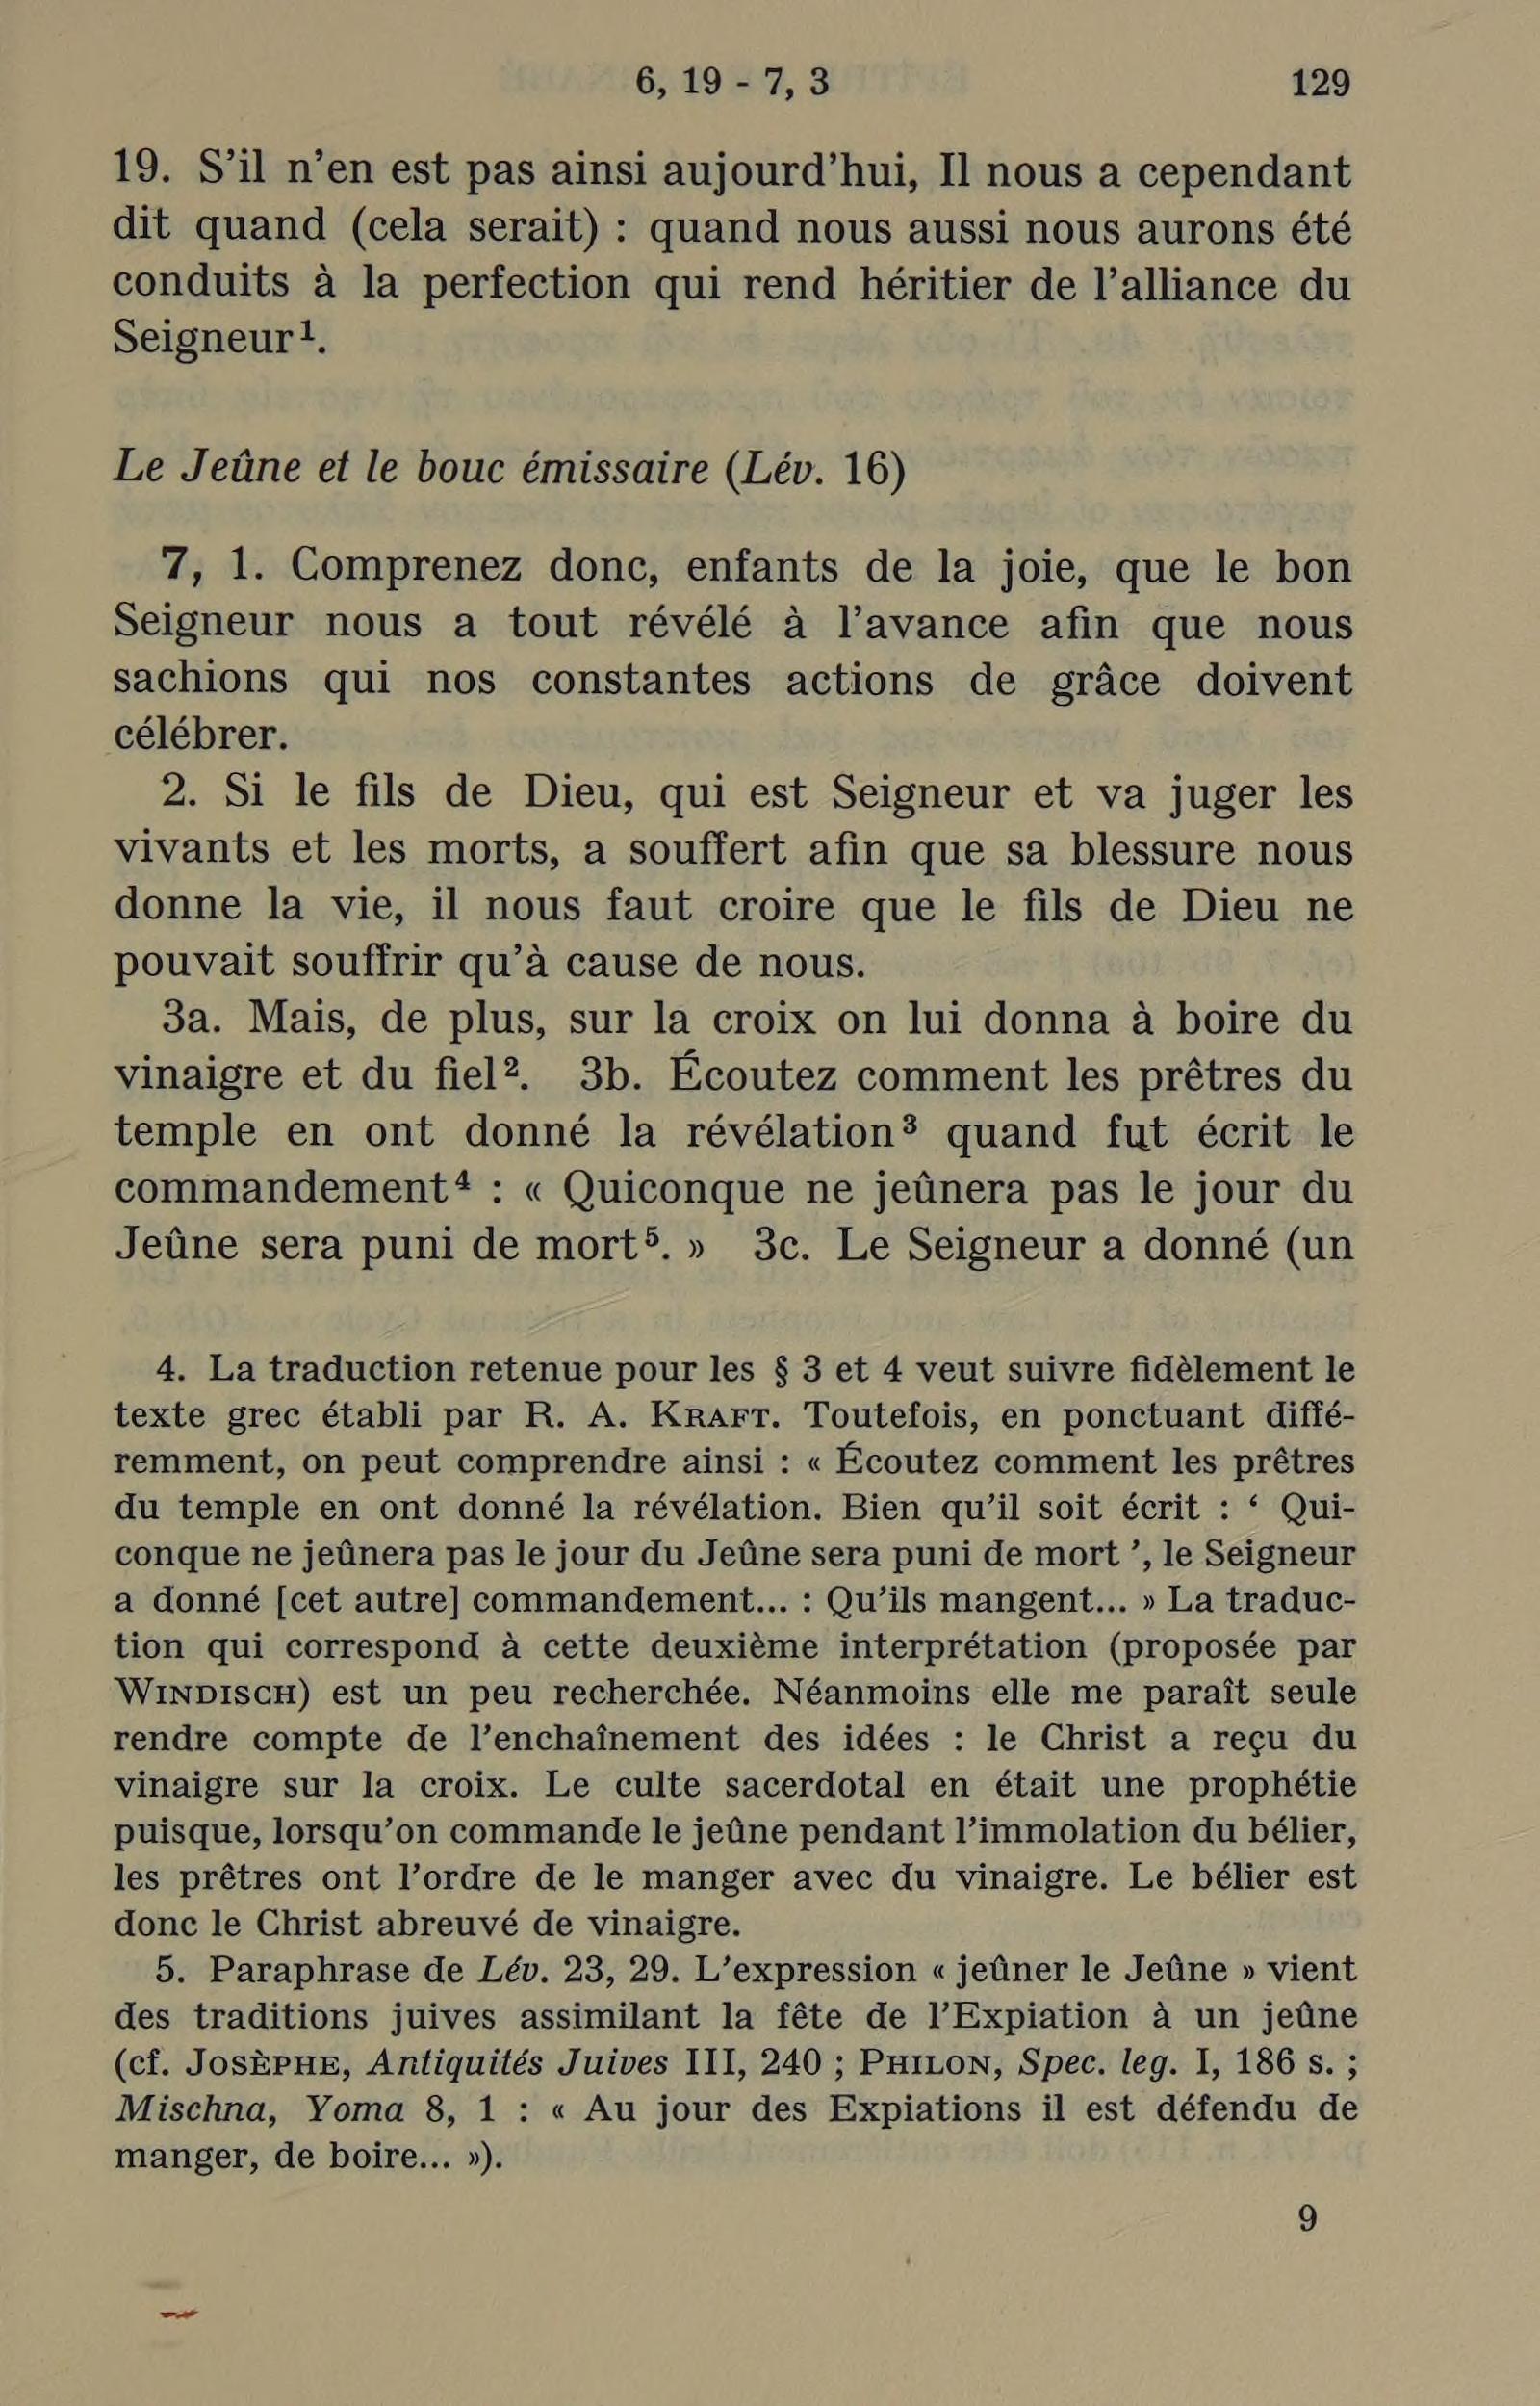 6, 19 - 7, 3 129
19. S’il n’en est pas ainsi aujourd’hui, Il nous a cependant
dit quand (cela serait) : quand nous aussi nous aurons été
conduits à la perfection qui rend héritier de l’alliance du
Seigneur¹.
Le Jeûne et le bouc émissaire (Lév. 16)
7, 1. Comprenez donc, enfants de la joie, que le bon
Seigneur nous a tout révélé à l’avance afin que nous
sachions qui nos constantes actions de grâce doivent
célébrer.
2. Si le fils de Dieu, qui est Seigneur et va juger les
vivants et les morts, a souffert afin que sa blessure nous
donne la vie, il nous faut croire que le fils de Dieu ne
pouvait souffrir qu’à cause de nous.
3a. Mais, de plus, sur la croix on lui donna à boire du
vinaigre et du fiel². 3b. Écoutez comment les prêtres du
temple en ont donné la révélation³ quand fut écrit le
commandement⁴ : « Quiconque ne jeûnera pas le jour du
Jeûne sera puni de mort⁵. » 3c. Le Seigneur a donné (un
4. La traduction retenue pour les § 3 et 4 veut suivre fidèlement le
texte grec établi par R. A. KRAFT. Toutefois, en ponctuant diffé-
remment, on peut comprendre ainsi : « Écoutez comment les prêtres
du temple en ont donné la révélation. Bien qu’il soit écrit : ‘ Qui-
conque ne jeûnera pas le jour du Jeûne sera puni de mort ’, le Seigneur
a donné [cet autre] commandement... : Qu’ils mangent... » La traduc-
tion qui correspond à cette deuxième interprétation (proposée par
WINDISCH) est un peu recherchée. Néanmoins elle me paraît seule
rendre compte de l’enchaînement des idées : le Christ a reçu du
vinaigre sur la croix. Le culte sacerdotal en était une prophétie
puisque, lorsqu’on commande le jeûne pendant l’immolation du bélier,
les prêtres ont l’ordre de le manger avec du vinaigre. Le bélier est
donc le Christ abreuvé de vinaigre.
5. Paraphrase de Lév. 23, 29. L’expression « jeûner le Jeûne » vient
des traditions juives assimilant la fête de l’Expiation à un jeûne
(cf. JOSÈPHE, Antiquités Juives III, 240 ; PHILON, Spec. leg. I, 186 s. ;
Mischna, Yoma 8, 1 : « Au jour des Expiations il est défendu de
manger, de boire... »).
9